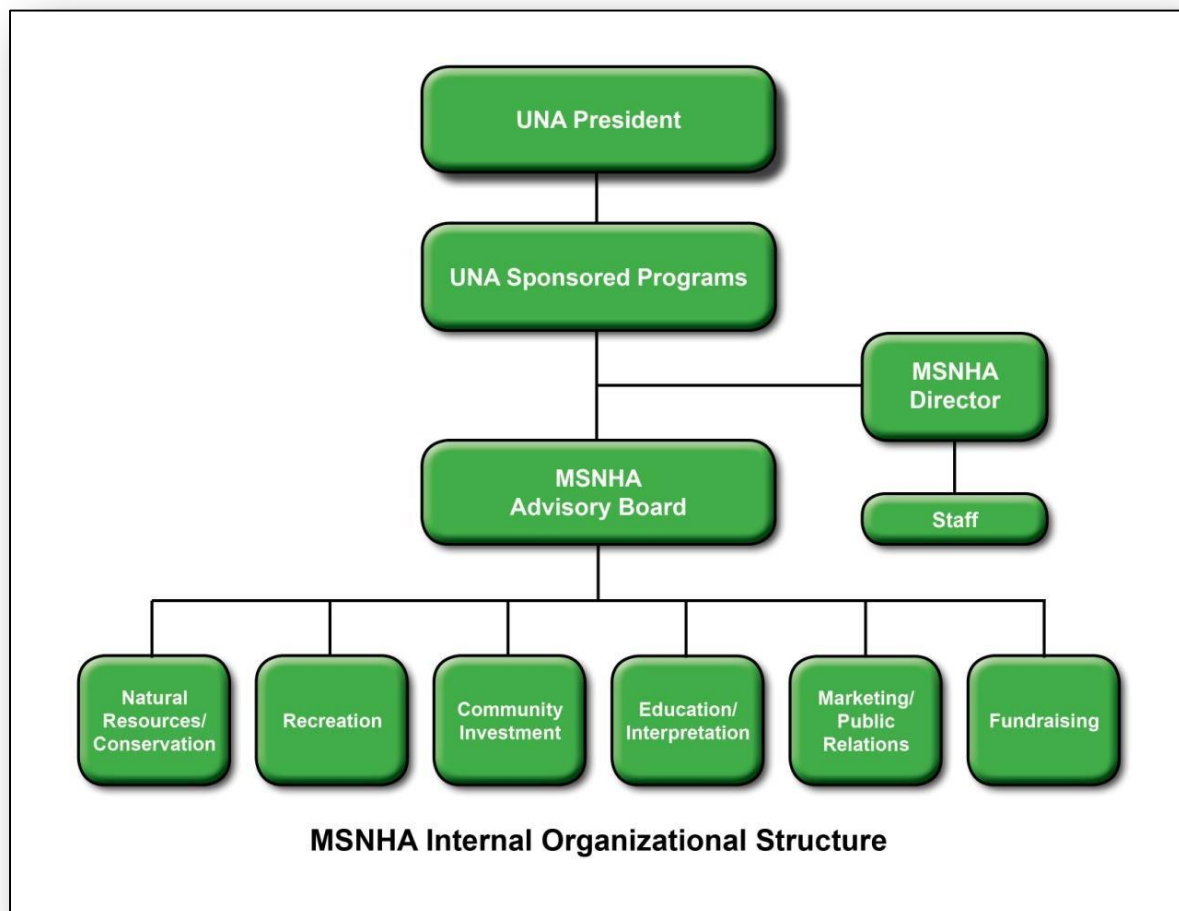 UNA President
UNA Sponsored Programs
MSNHA
Director
MSNHA
Advisory Board
Staff
Natural
Resources/
Conservation
Recreation
Community
Investment
Education/
Interpretation
Marketing/
Public
Relations
Fundraising
MSNHA Internal Organizational Structure